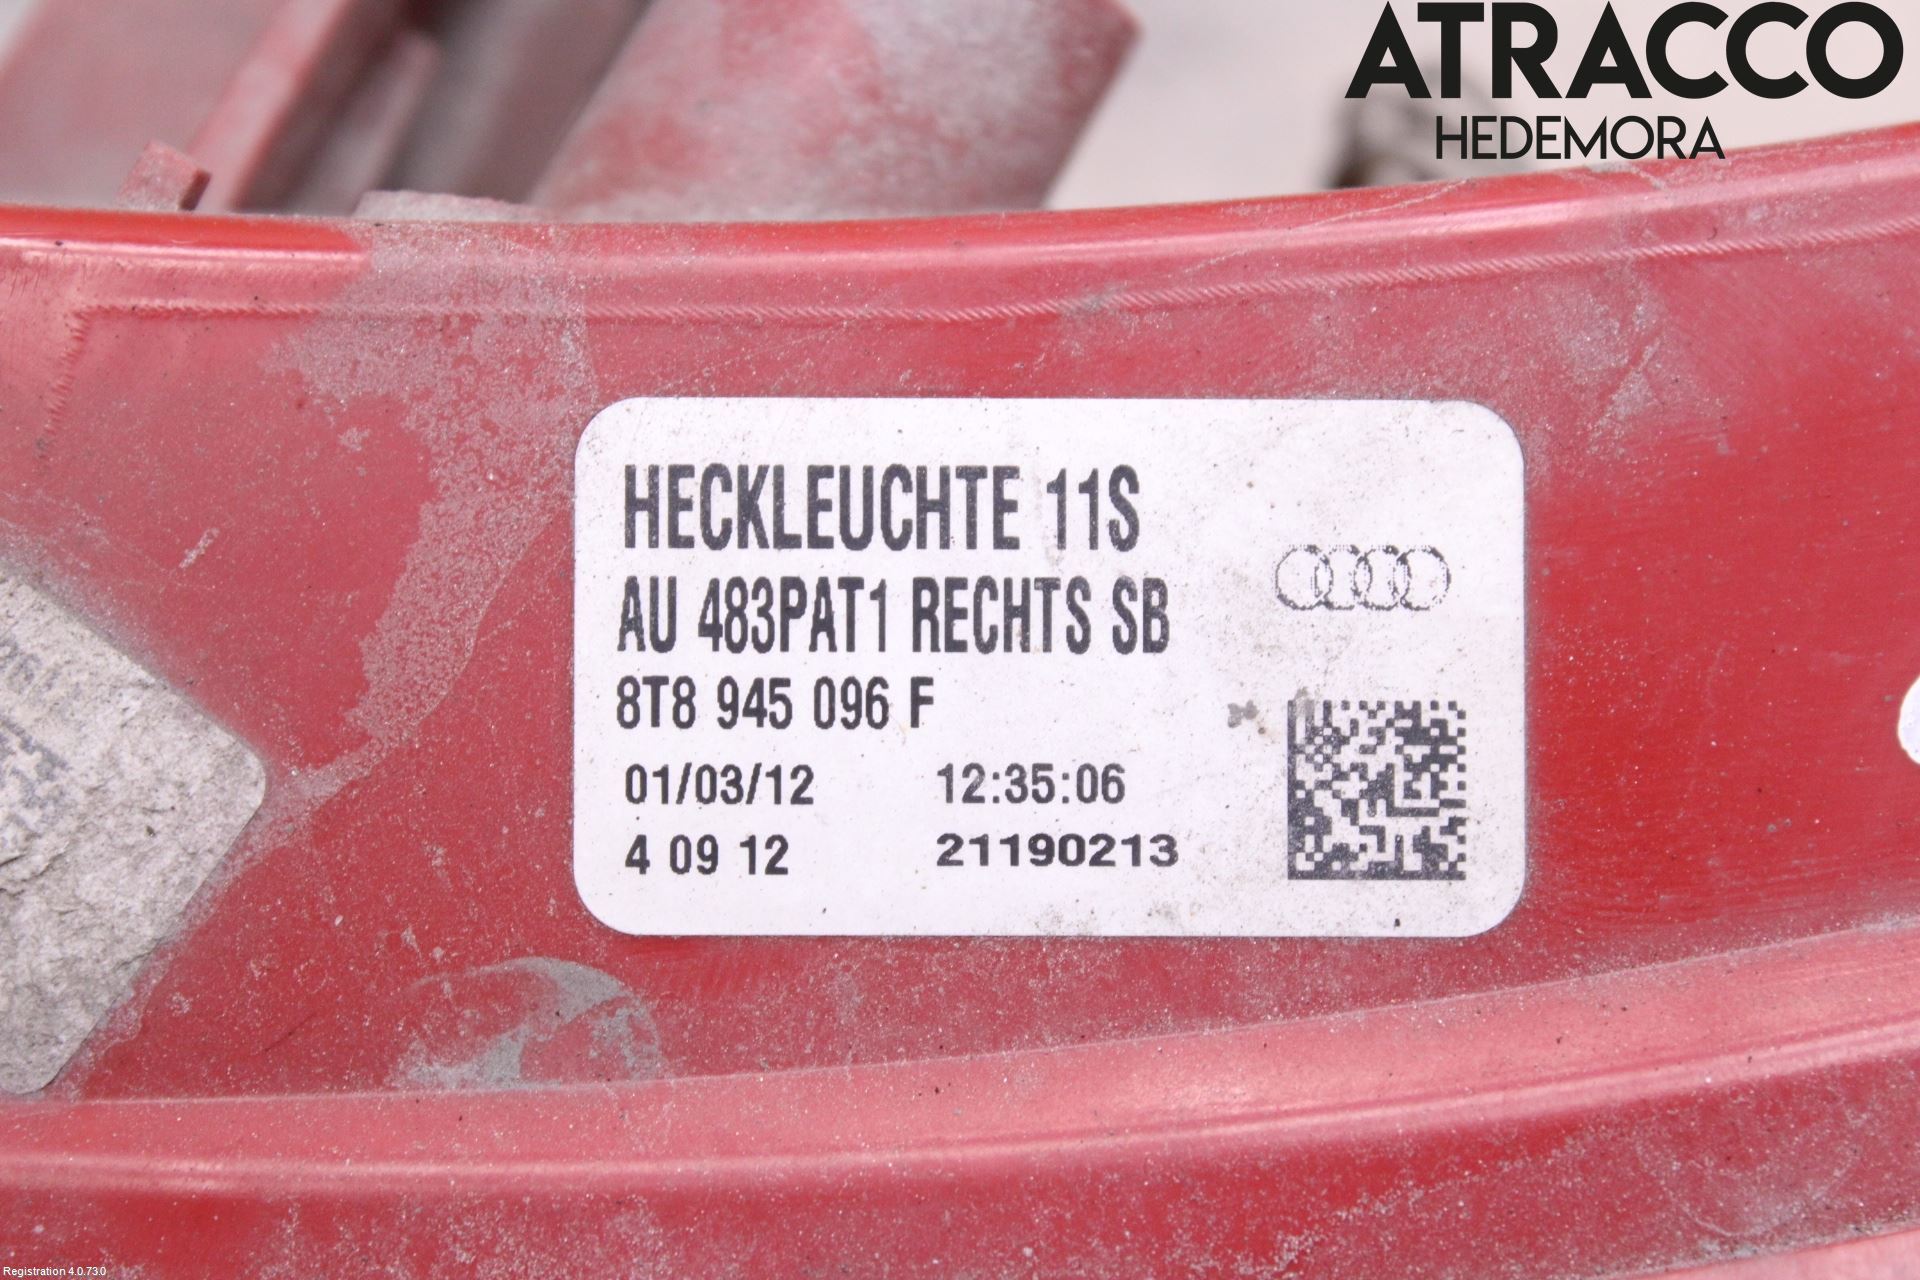 ATRACCO
HEDEMORA
HECKLEUCHTE 11S
AU 483PAT1 RECHTS SB
8T8 945 096 F
01/03/12 12:35:06
4 09 12 21190213
Registration 4.0.73.0